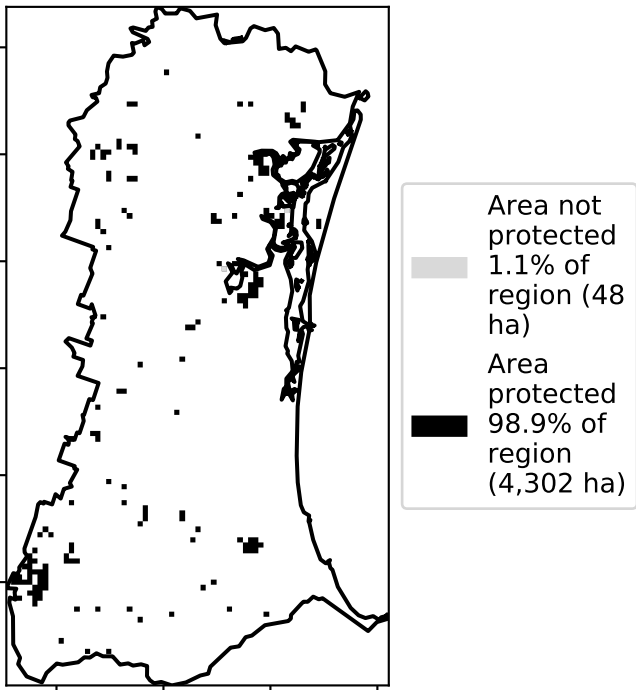 Area not
protected
1.1% of
region (48
ha)
Area
protected
98.9% of
region
(4,302 ha)